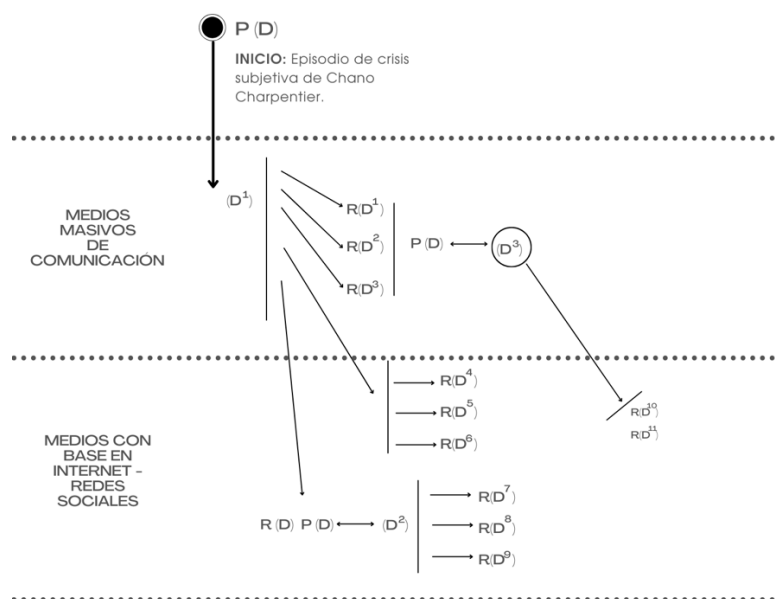 P (D)
INICIO: Episodio de crisis
subjetiva de Chano
Charpentier.
MEDIOS
MASIVOS
DE
COMUNICACIÓN
(D¹)
R(D¹)
R(D²)
R(D³)
P (D)
(D³)
MEDIOS CON
BASE EN
INTERNET -
REDES
SOCIALES
R(D⁴)
R(D⁵)
R(D⁶)
R(D¹⁰)
R(D¹¹)
R (D) P (D)
(D²)
R(D⁷)
R(D⁸)
R(D⁹)